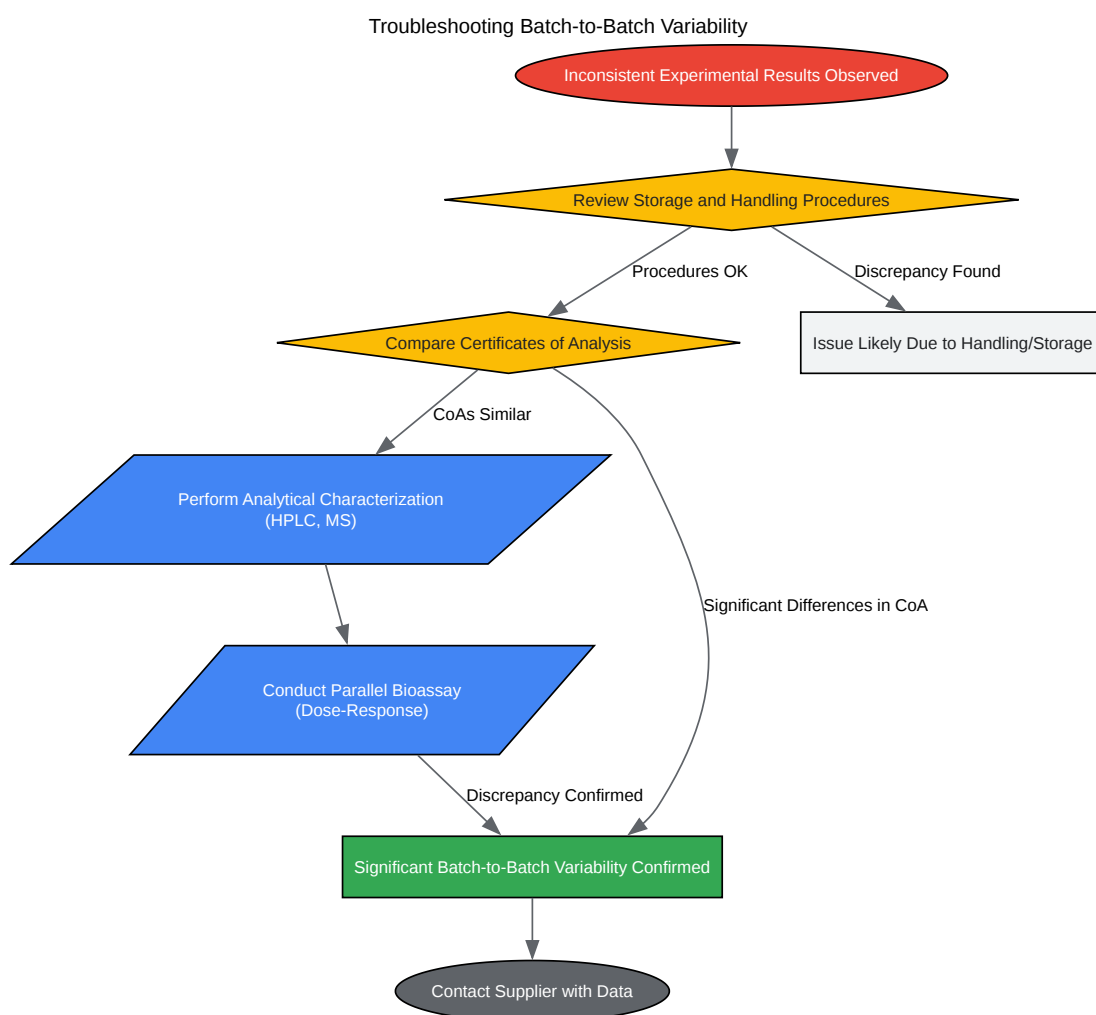 Troubleshooting Batch-to-Batch Variability
Inconsistent Experimental Results Observed
Review Storage and Handling Procedures
Procedures OK
Discrepancy Found
Compare Certificates of Analysis
Issue Likely Due to Handling/Storage
CoAs Similar
Perform Analytical Characterization
(HPLC, MS)
Significant Differences in CoA
Conduct Parallel Bioassay
(Dose-Response)
Discrepancy Confirmed
Significant Batch-to-Batch Variability Confirmed
Contact Supplier with Data